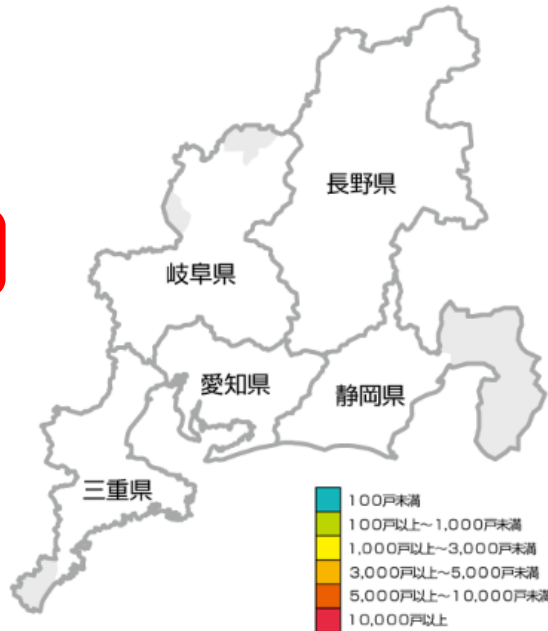 長野県
岐阜県
愛知県
静岡県
三重県
100戸未満
100戸以上～1,000戸未満
1,000戸以上～3,000戸未満
3,000戸以上～5,000戸未満
5,000戸以上～10,000戸未満
10,000戸以上